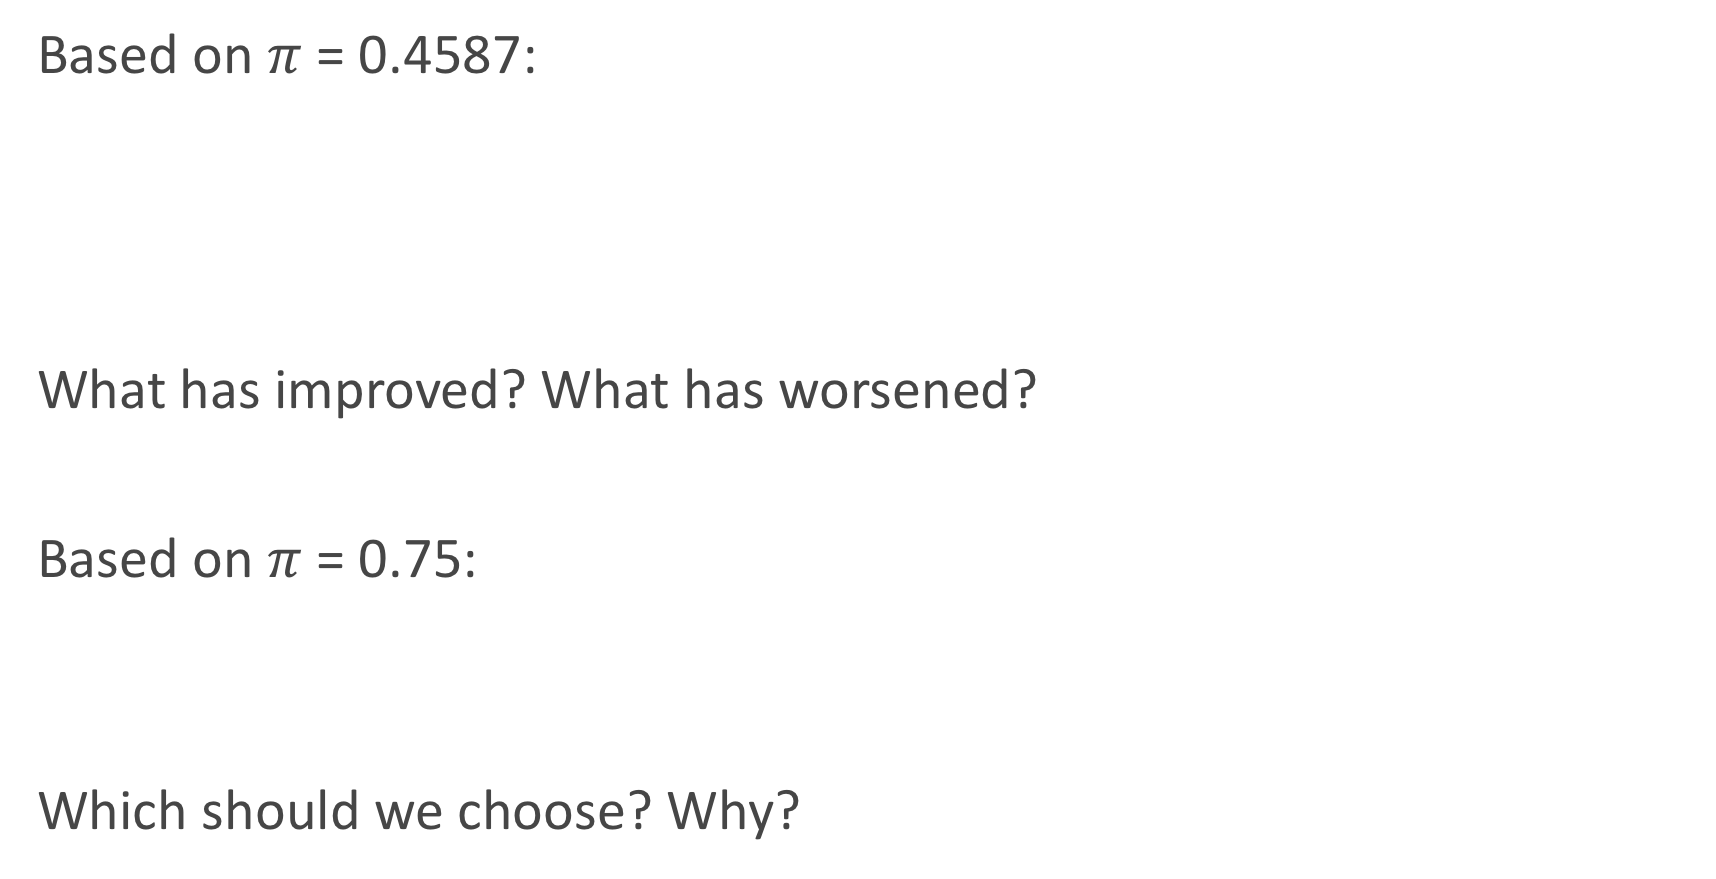 Based on π = 0.4587:
What has improved? What has worsened?
Based on π = 0.75:
Which should we choose? Why?